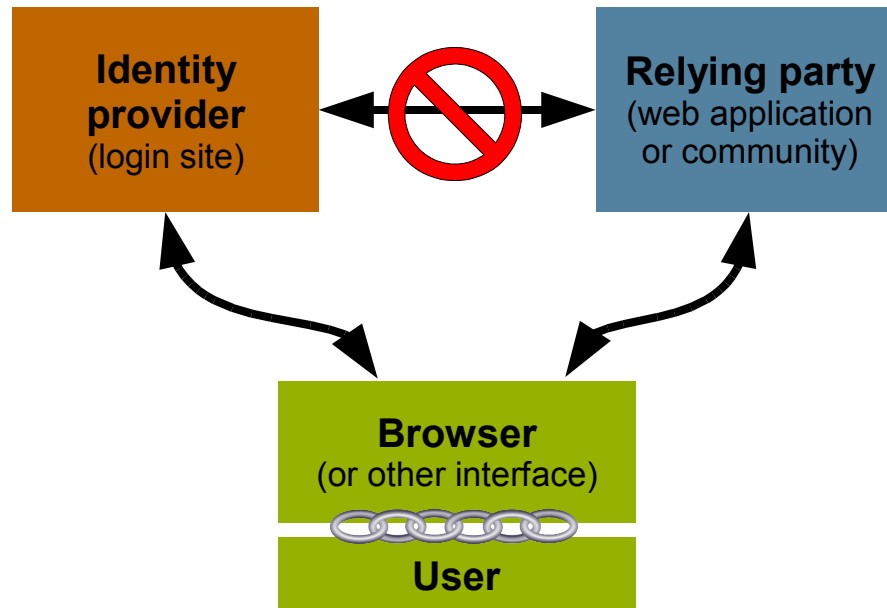 Identity
provider
(login site)
Relying party
(web application
or community)
Browser
(or other interface)
User